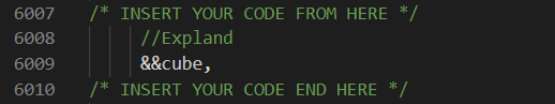 6007 /* INSERT YOUR CODE FROM HERE */
6008 //Expland
6009 &&cube,
6010 /* INSERT YOUR CODE END HERE */